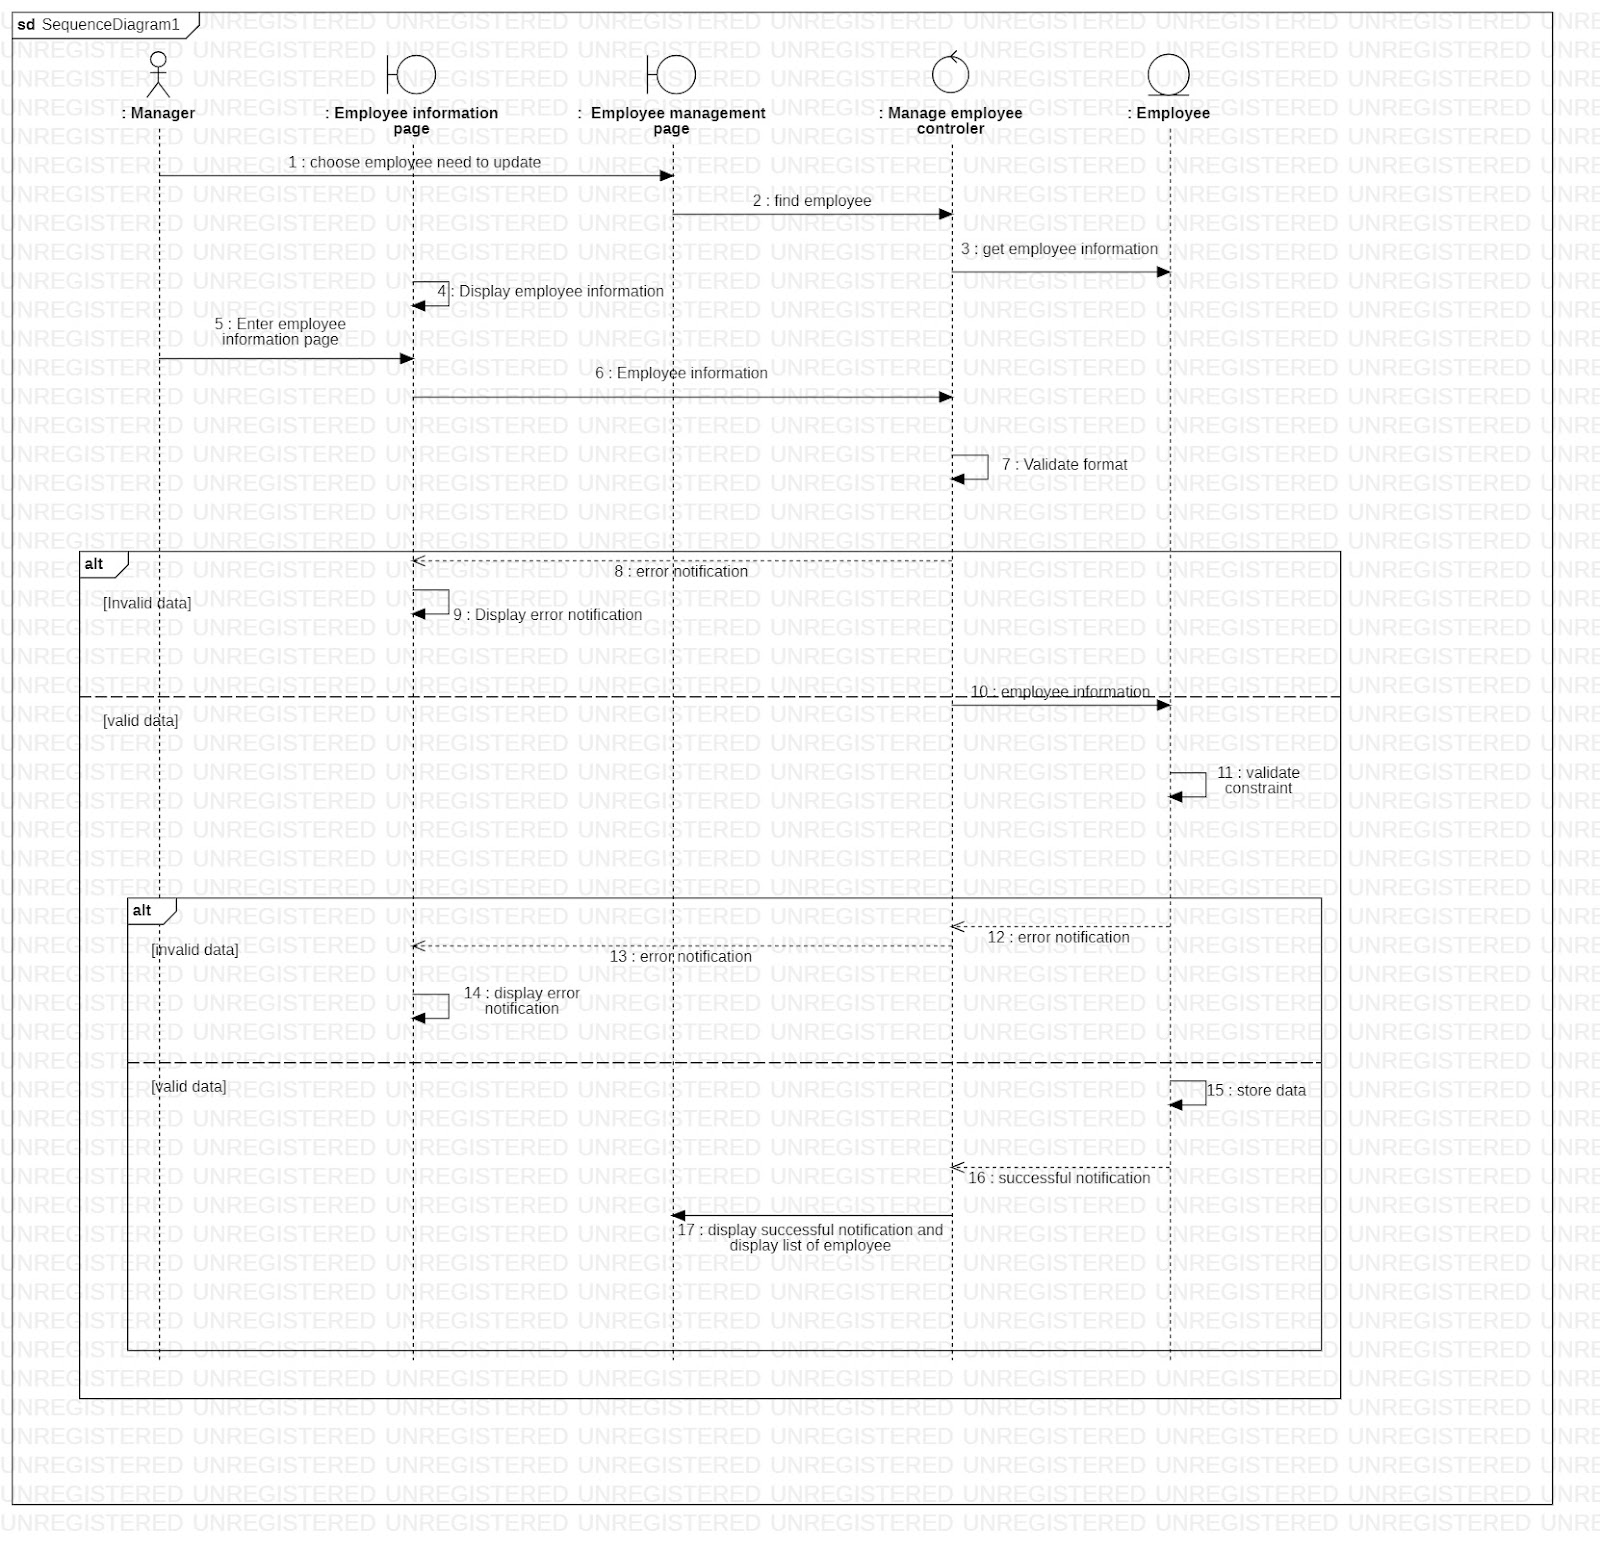 sd SequenceDiagram1
: Manager
: Employee information
page
: Employee management
page
: Manage employee
controler
: Employee
1 : choose employee need to update
2 : find employee
3 : get employee information
4 : Display employee information
5 : Enter employee
information page
6 : Employee information
7 : Validate format
alt
8 : error notification
[Invalid data]
9 : Display error notification
10 : employee information
[valid data]
11 : validate
constraint
alt
12 : error notification
[invalid data]
13 : error notification
14 : display error
notification
[valid data]
15 : store data
16 : successful notification
17 : display successful notification and
display list of employee
UNREGISTERED